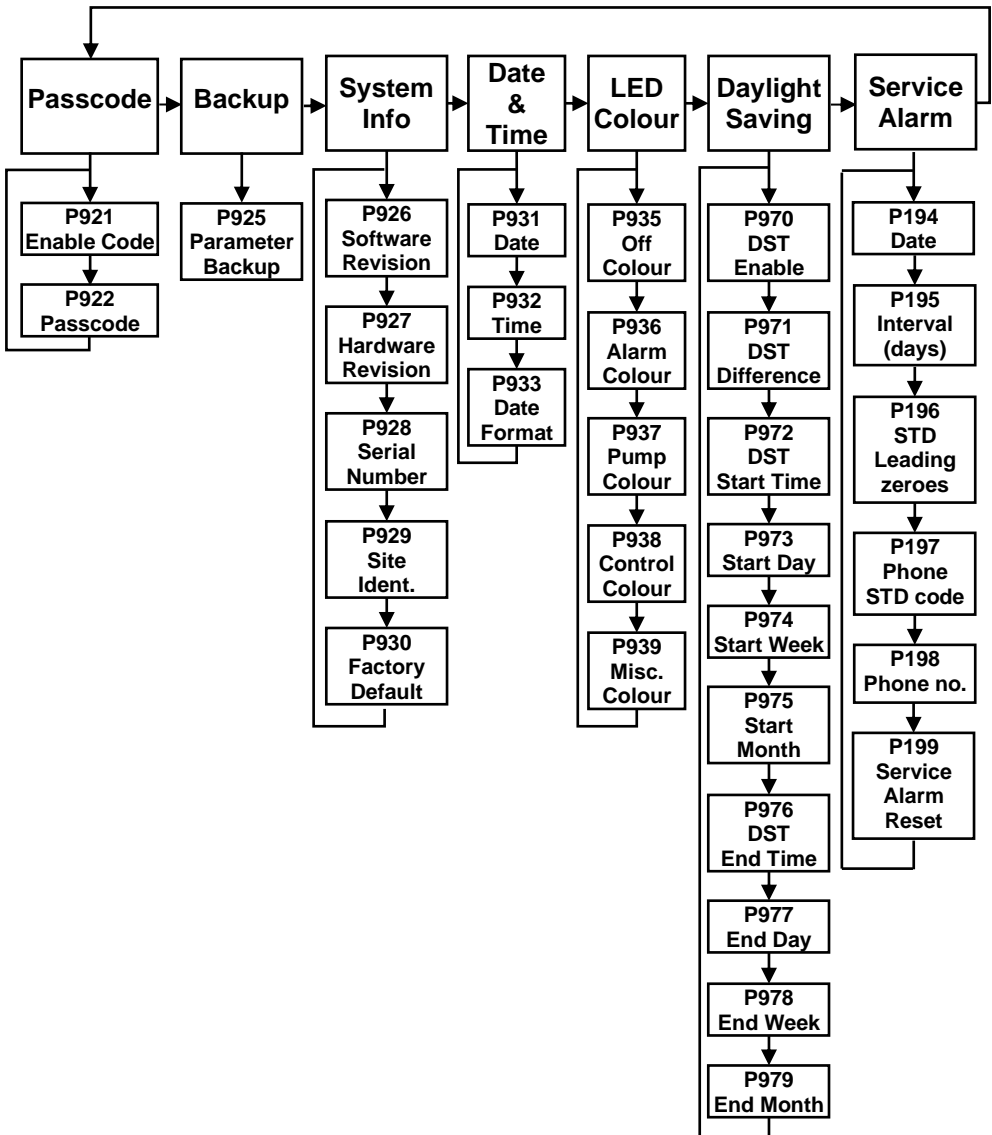 Passcode
Backup
System
Info
Date
&
Time
LED
Colour
Daylight
Saving
Service
Alarm
P921
Enable Code
P922
Passcode
P925
Parameter
Backup
P926
Software
Revision
P927
Hardware
Revision
P928
Serial
Number
P929
Site
Ident.
P930
Factory
Default
P931
Date
P932
Time
P933
Date
Format
P935
Off
Colour
P936
Alarm
Colour
P937
Pump
Colour
P938
Control
Colour
P939
Misc.
Colour
P970
DST
Enable
P971
DST
Difference
P972
DST
Start Time
P973
Start Day
P974
Start Week
P975
Start
Month
P976
DST
End Time
P977
End Day
P978
End Week
P979
End Month
P194
Date
P195
Interval
(days)
P196
STD
Leading
zeroes
P197
Phone
STD code
P198
Phone no.
P199
Service
Alarm
Reset